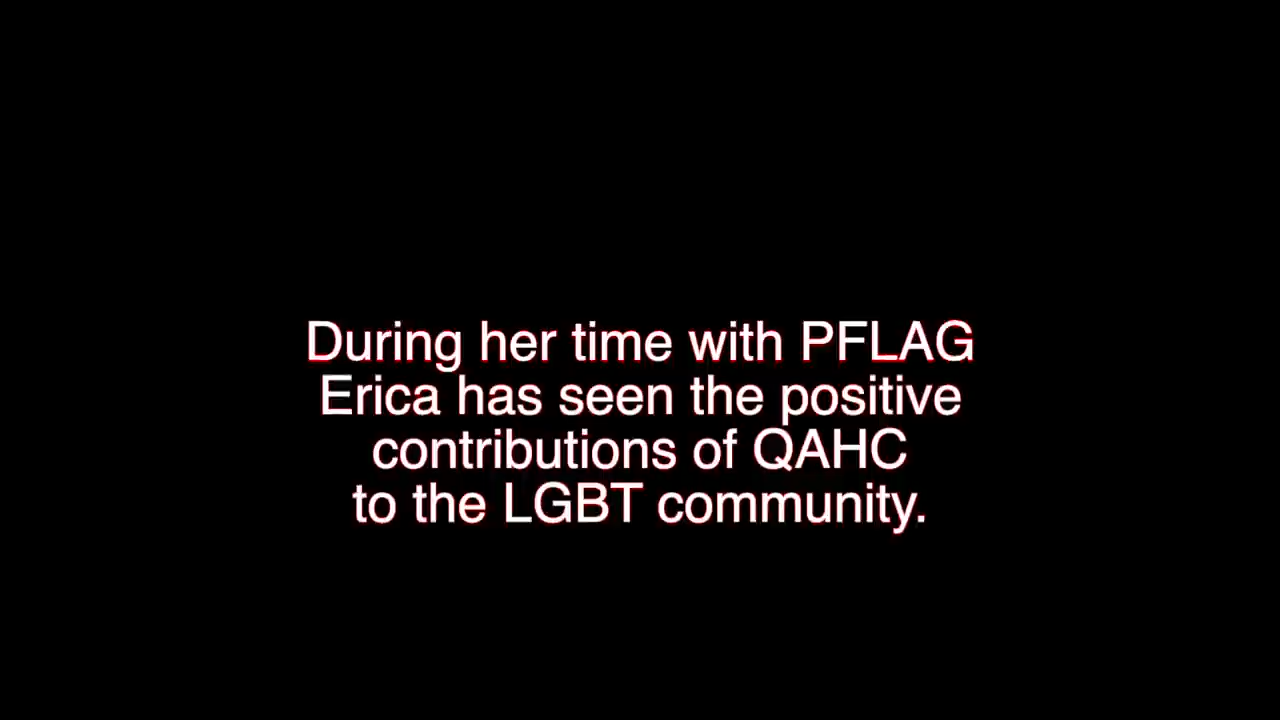 During her time with PFLAG
Erica has seen the positive
contributions of QAHC
to the LGBT community.